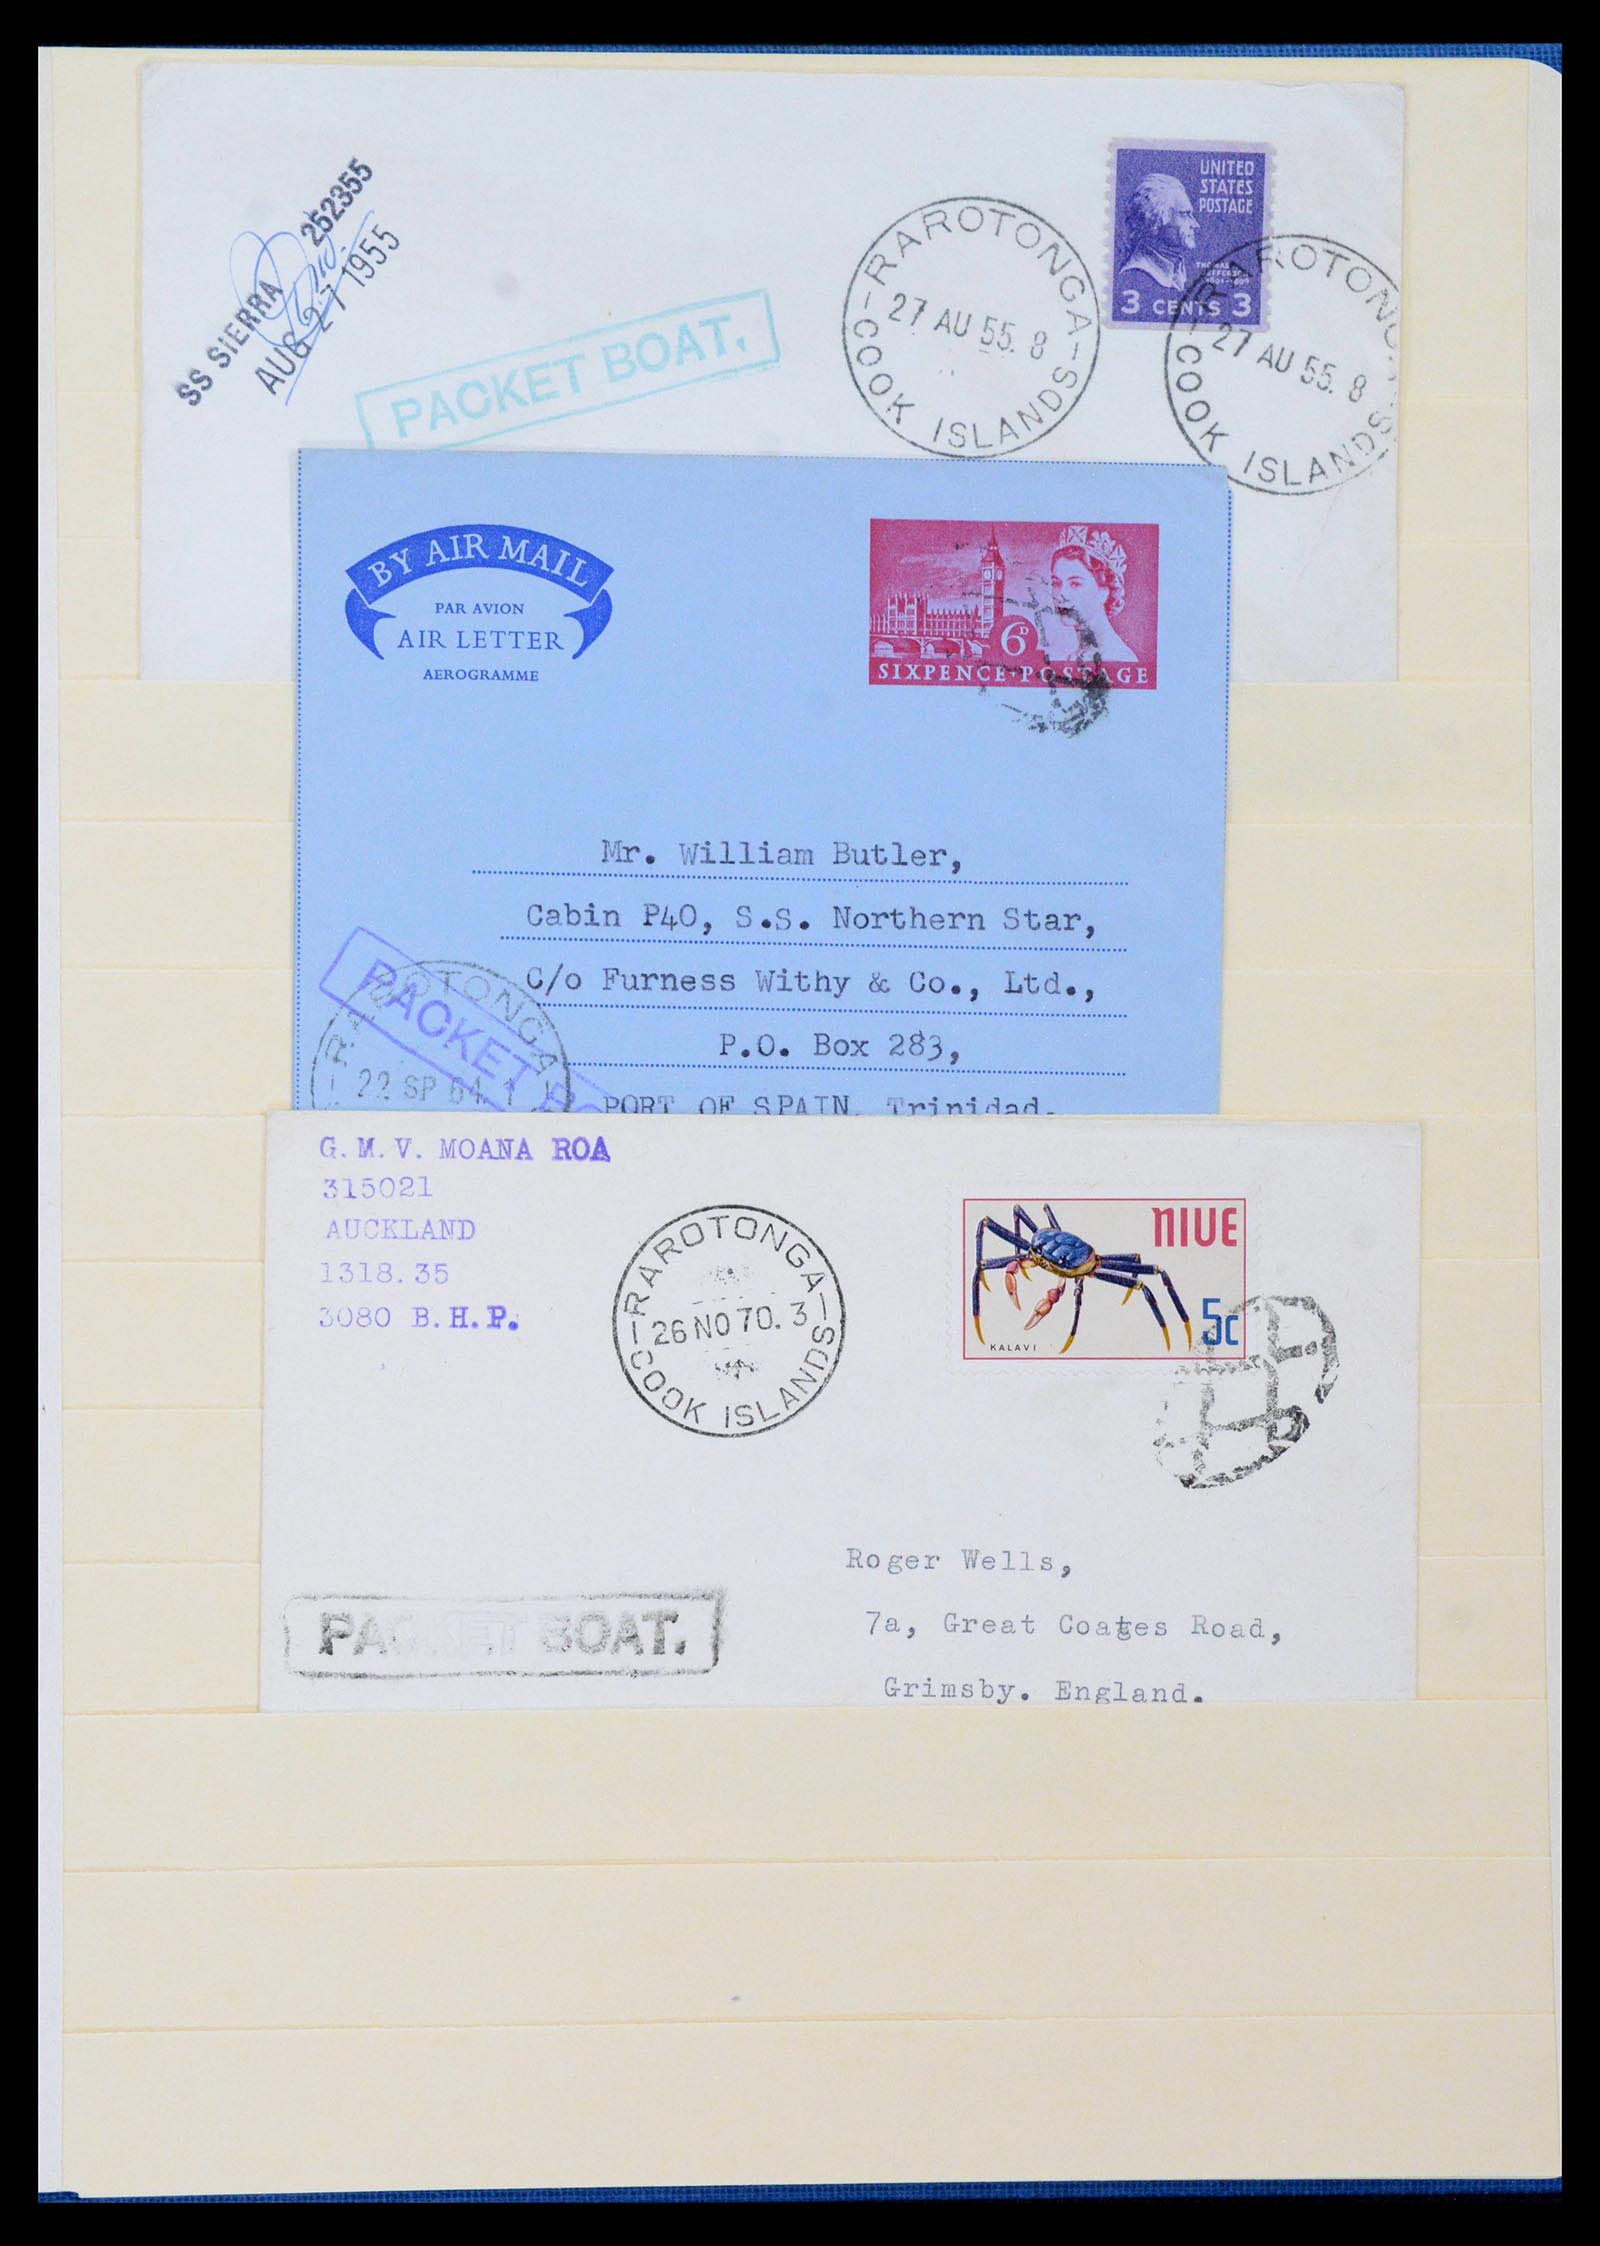 SS SIERRA 252355
AUG 27 1955
PACKET BOAT.
RAROTONGA
27 AU 55. 8
COOK ISLANDS
UNITED
STATES
POSTAGE
THOMAS
JEFFERSON
3 CENTS 3
RAROTONGA
27 AU 55. 8
COOK ISLANDS
BY AIR MAIL
PAR AVION
AIR LETTER
AEROGRAMME
6D
SIXPENCE·POSTAGE
Mr. William Butler,
Cabin P40, S.S. Northern Star,
C/o Furness Withy & Co., Ltd.,
P.O. Box 283,
PORT OF SPAIN, Trinidad.
PACKET BO
RAROTONGA
22 SP 64. 1
G. M. V. MOANA ROA
315021
AUCKLAND
1318.35
3080 B.H.P.
RAROTONGA
26 NO 70. 3
COOK ISLANDS
NIUE
KALAVI
5c
Roger Wells,
7a, Great Coates Road,
Grimsby. England.
PACKET BOAT.